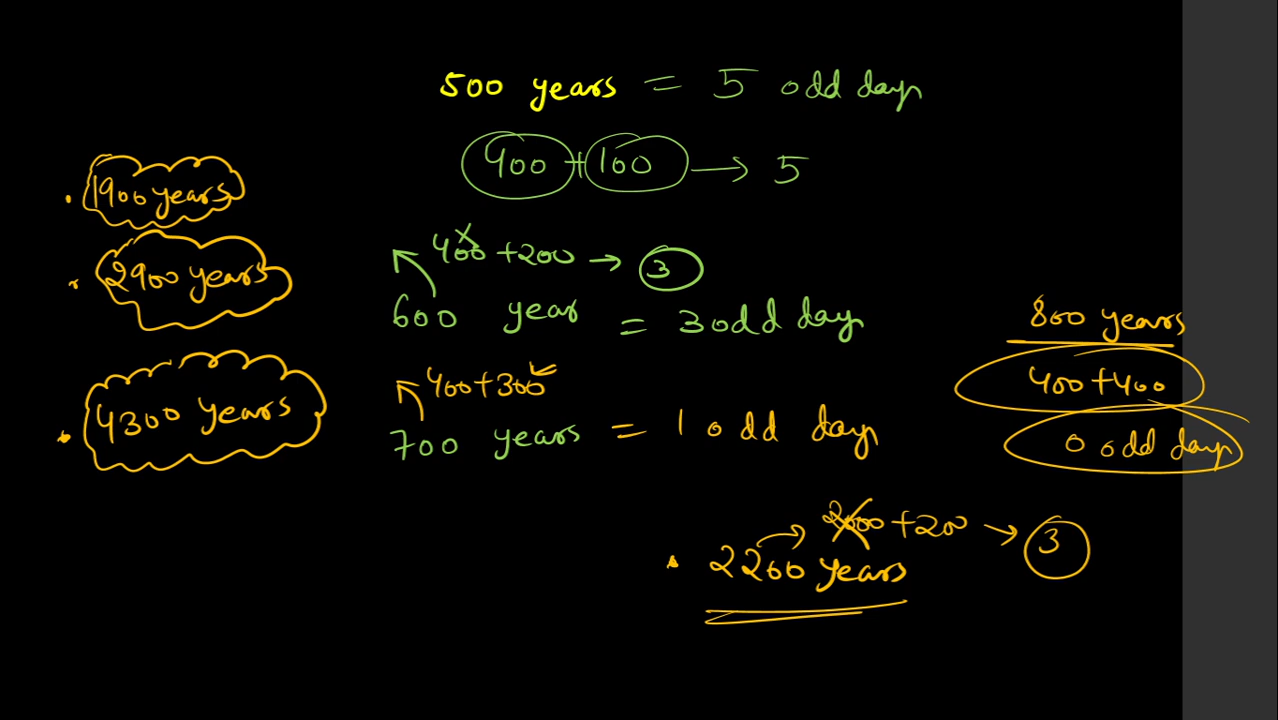 500 years = 5 odd days
400 + 100 → 5
1900 years
2900 years
4300 years
400 + 200 → 3
600 year = 3 odd day
400 + 300
700 years = 1 odd day
800 years
400 + 400
0 odd days
2000 + 200 → 3
2200 years